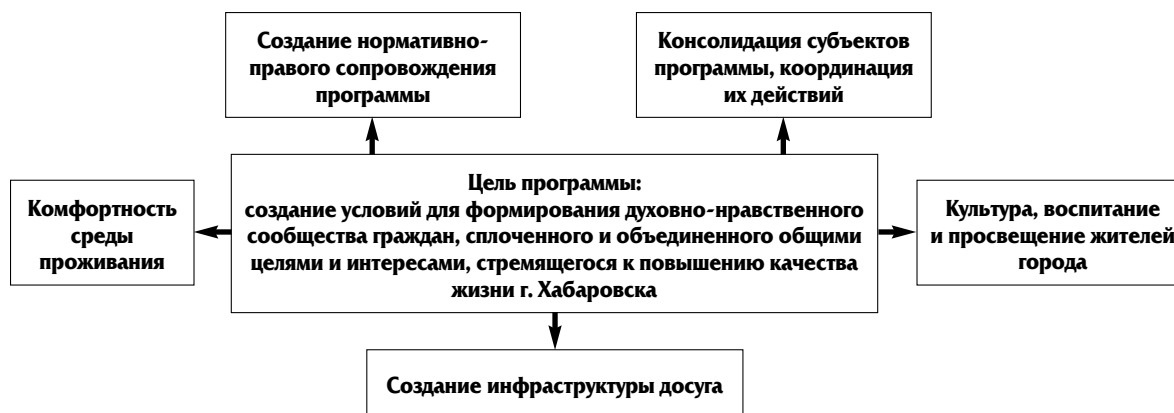 Создание нормативно-
правого сопровождения
программы
Консолидация субъектов
программы, координация
их действий
Комфортность
среды
проживания
Цель программы:
создание условий для формирования духовно-нравственного
сообщества граждан, сплоченного и объединенного общими
целями и интересами, стремящегося к повышению качества
жизни г. Хабаровска
Культура, воспитание
и просвещение жителей
города
Создание инфраструктуры досуга